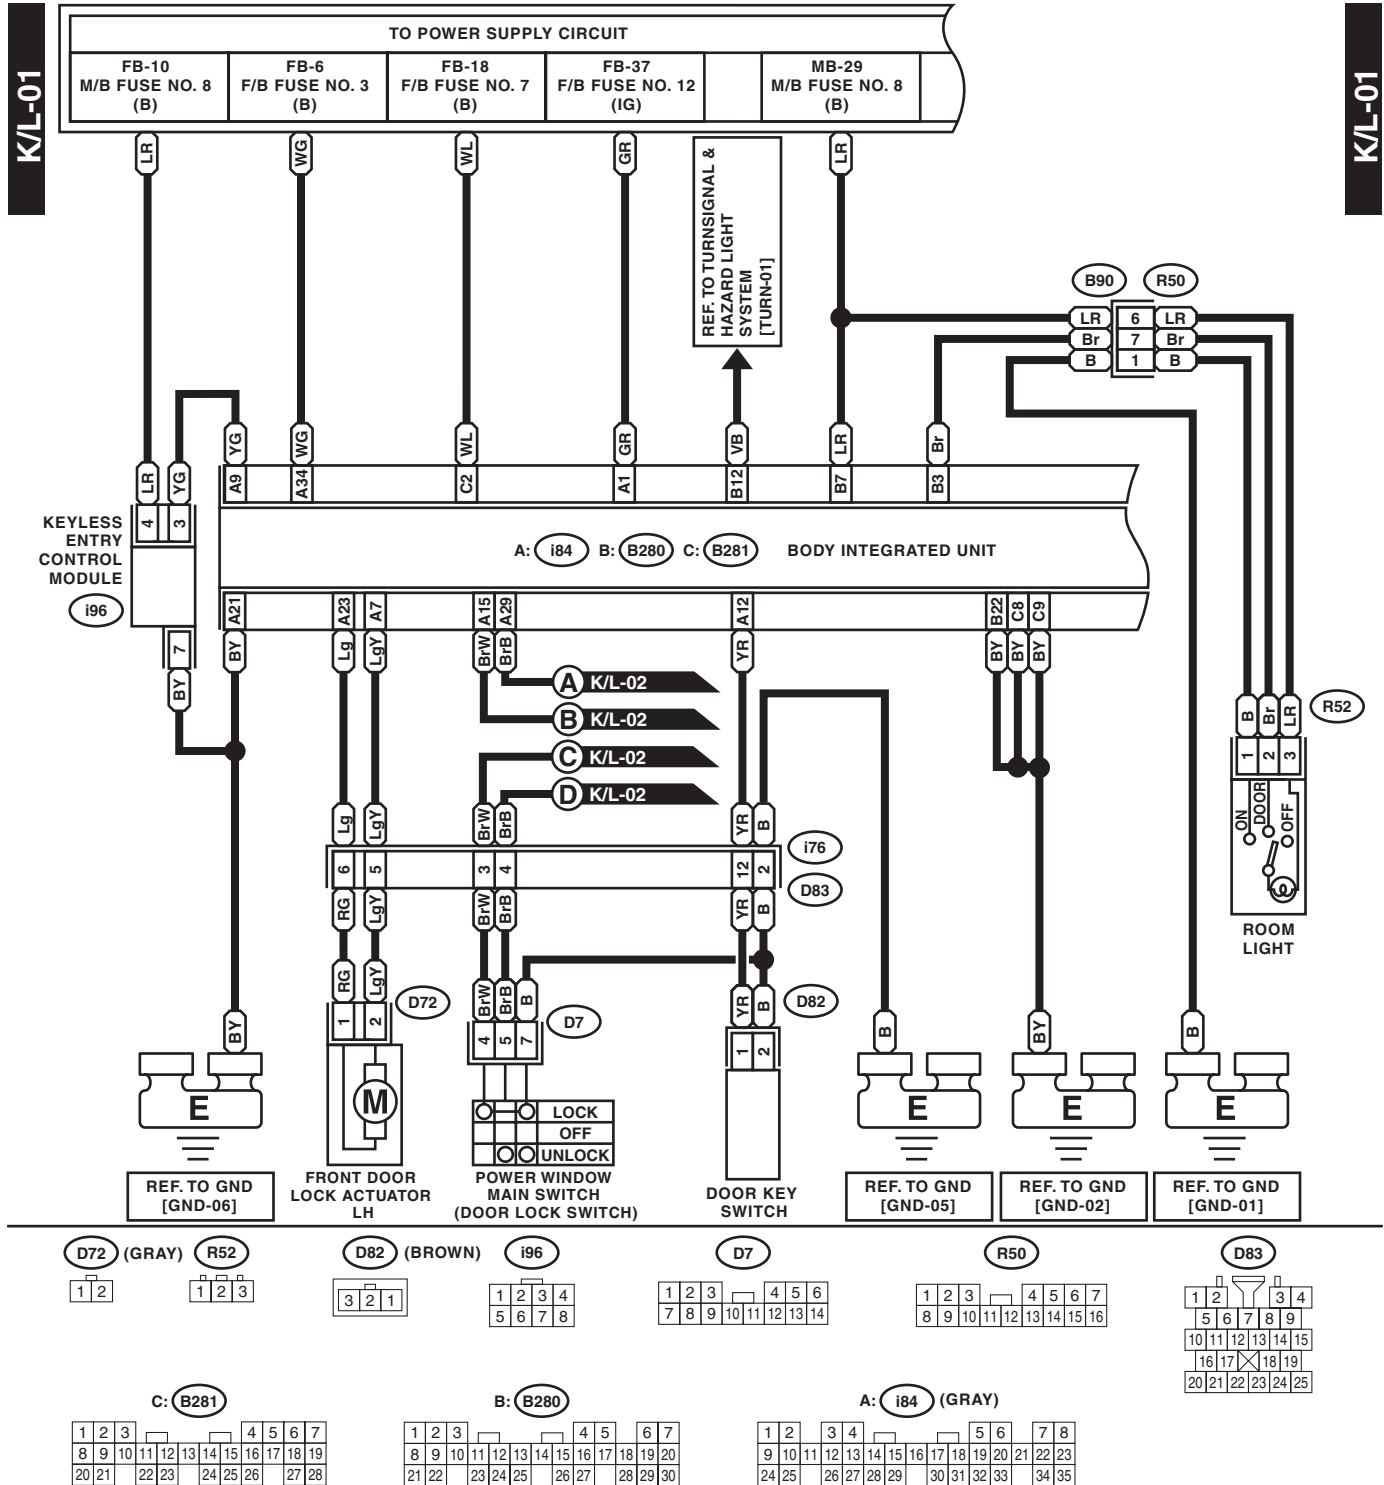 K/L-01
K/L-01
TO POWER SUPPLY CIRCUIT
FB-10
M/B FUSE NO. 8
(B)
FB-6
F/B FUSE NO. 3
(B)
FB-18
F/B FUSE NO. 7
(B)
FB-37
F/B FUSE NO. 12
(IG)
MB-29
M/B FUSE NO. 8
(B)
LR
WG
WL
GR
LR
REF. TO TURNSIGNAL &
HAZARD LIGHT
SYSTEM
[TURN-01]
B90
R50
LR 6 LR
Br 7 Br
B 1 B
LR
YG
YG
WG
WL
GR
VB
LR
Br
4
3
A9
A34
C2
A1
B12
B7
B3
KEYLESS
ENTRY
CONTROL
MODULE
i96
A: i84 B: B280 C: B281 BODY INTEGRATED UNIT
7
BY
A21
A23
A7
A15
A29
A12
B22
C8
C9
BY
Lg
LgY
BrW
BrB
YR
BY
BY
BY
A K/L-02
B K/L-02
C K/L-02
D K/L-02
R52
B
Br
LR
1
2
3
ON
DOOR
OFF
ROOM
LIGHT
Lg
LgY
BrW
BrB
YR
B
i76
6
5
3
4
12
2
D83
RG
LgY
BrW
BrB
YR
B
RG
LgY
D72
BrW
BrB
B
D7
YR
B
D82
1
2
4
5
7
1
2
BY
B
BY
B
M
LOCK
OFF
UNLOCK
E
E
E
E
REF. TO GND
[GND-06]
FRONT DOOR
LOCK ACTUATOR
LH
POWER WINDOW
MAIN SWITCH
(DOOR LOCK SWITCH)
DOOR KEY
SWITCH
REF. TO GND
[GND-05]
REF. TO GND
[GND-02]
REF. TO GND
[GND-01]
D72 (GRAY)
1 2
R52
1 2 3
D82 (BROWN)
3 2 1
i96
1 2 3 4
5 6 7 8
D7
1 2 3 4 5 6
7 8 9 10 11 12 13 14
R50
1 2 3 4 5 6 7
8 9 10 11 12 13 14 15 16
D83
1 2 3 4
5 6 7 8 9
10 11 12 13 14 15
16 17 18 19
20 21 22 23 24 25
C: B281
1 2 3 4 5 6 7
8 9 10 11 12 13 14 15 16 17 18 19
20 21 22 23 24 25 26 27 28
B: B280
1 2 3 4 5 6 7
8 9 10 11 12 13 14 15 16 17 18 19 20
21 22 23 24 25 26 27 28 29 30
A: i84 (GRAY)
1 2 3 4 5 6 7 8
9 10 11 12 13 14 15 16 17 18 19 20 21 22 23
24 25 26 27 28 29 30 31 32 33 34 35